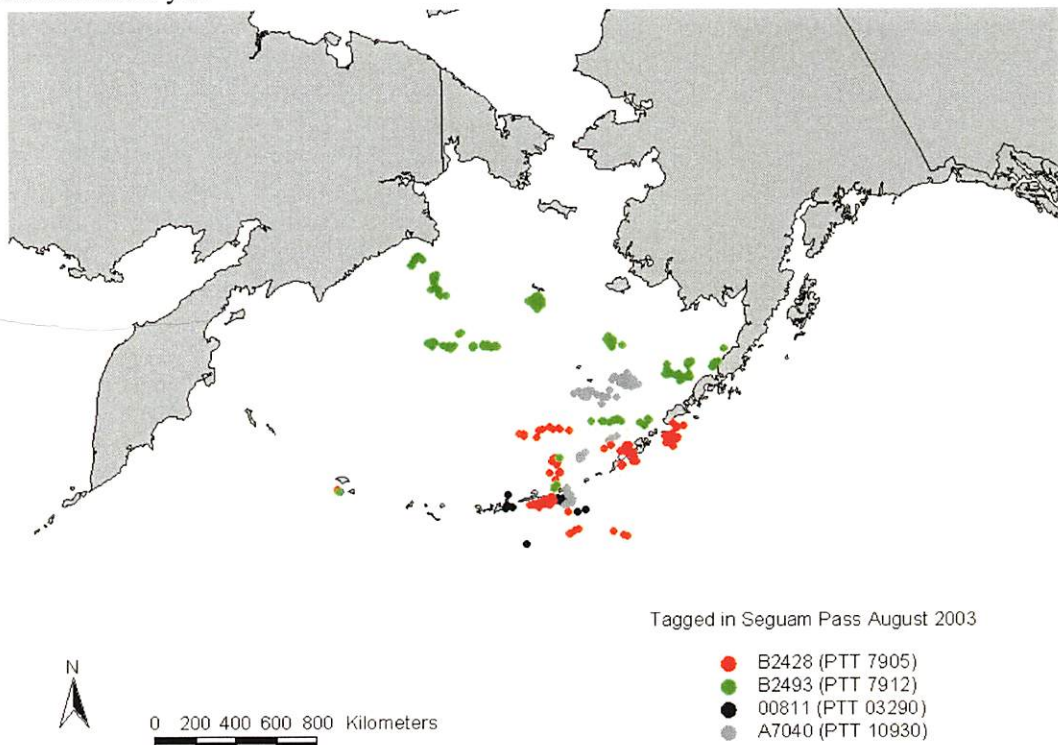 Tagged in Seguam Pass August 2003
B2428 (PTT 7905)
B2493 (PTT 7912)
00811 (PTT 03290)
A7040 (PTT 10930)
N
0 200 400 600 800 Kilometers